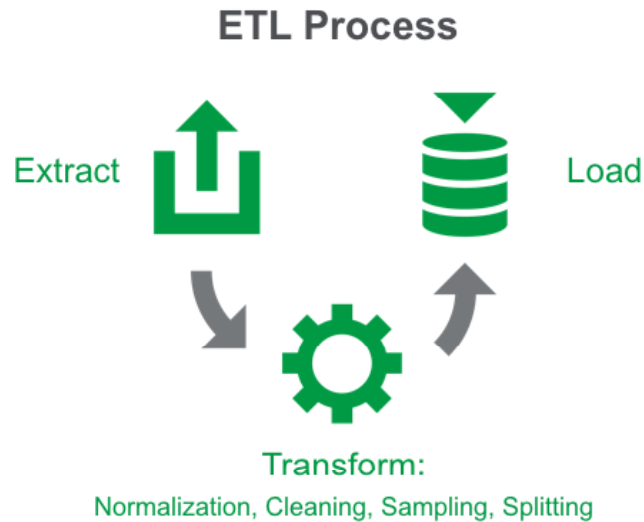 ETL Process
Extract
Load
Transform:
Normalization, Cleaning, Sampling, Splitting